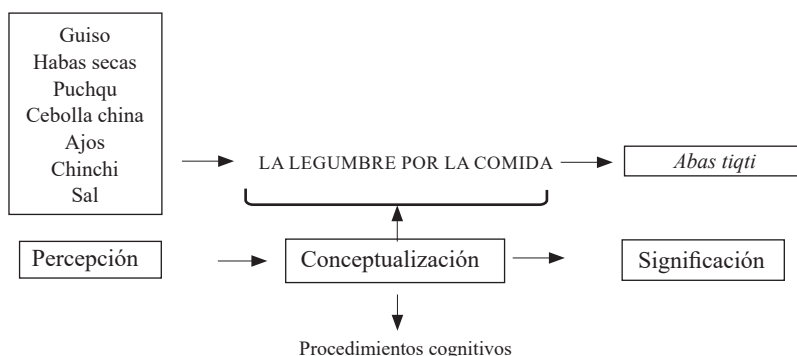 Guiso
Habas secas
Puchqu
Cebolla china
Ajos
Chinchi
Sal
LA LEGUMBRE POR LA COMIDA
Abas tiqti
Percepción
Conceptualización
Significación
Procedimientos cognitivos